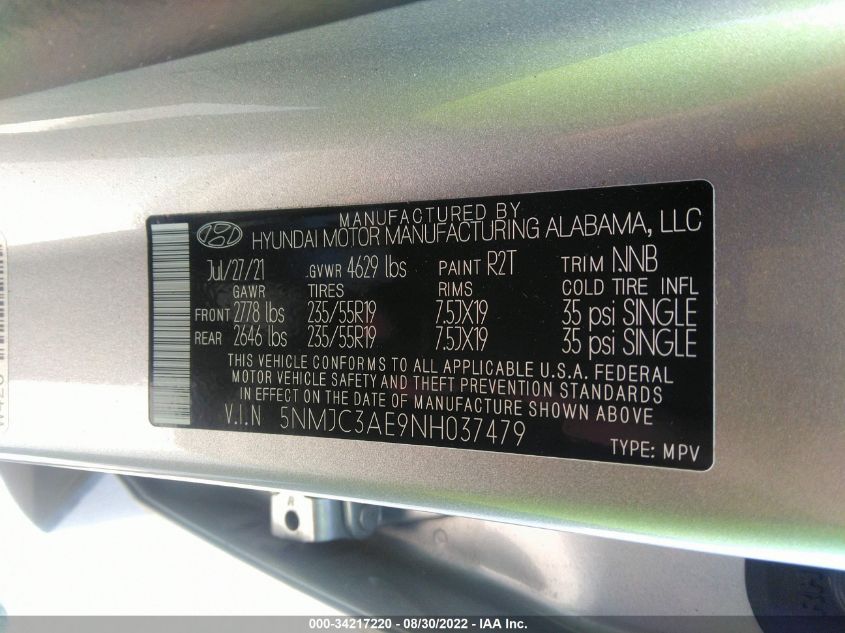 MANUFACTURED BY
HYUNDAI MOTOR MANUFACTURING ALABAMA, LLC
Jul/27/21 .GVWR 4629 lbs PAINT R2T TRIM NNB
GAWR TIRES RIMS COLD TIRE INFL
FRONT 2778 lbs 235/55R19 7.5JX19 35 psi SINGLE
REAR 2646 lbs 235/55R19 7.5JX19 35 psi SINGLE
THIS VEHICLE CONFORMS TO ALL APPLICABLE U.S.A. FEDERAL
MOTOR VEHICLE SAFETY AND THEFT PREVENTION STANDARDS
IN EFFECT ON THE DATE OF MANUFACTURE SHOWN ABOVE.
V.I.N 5NMJC3AE9NH037479
TYPE: MPV
R
000-34217220 - 08/30/2022 - IAA Inc.